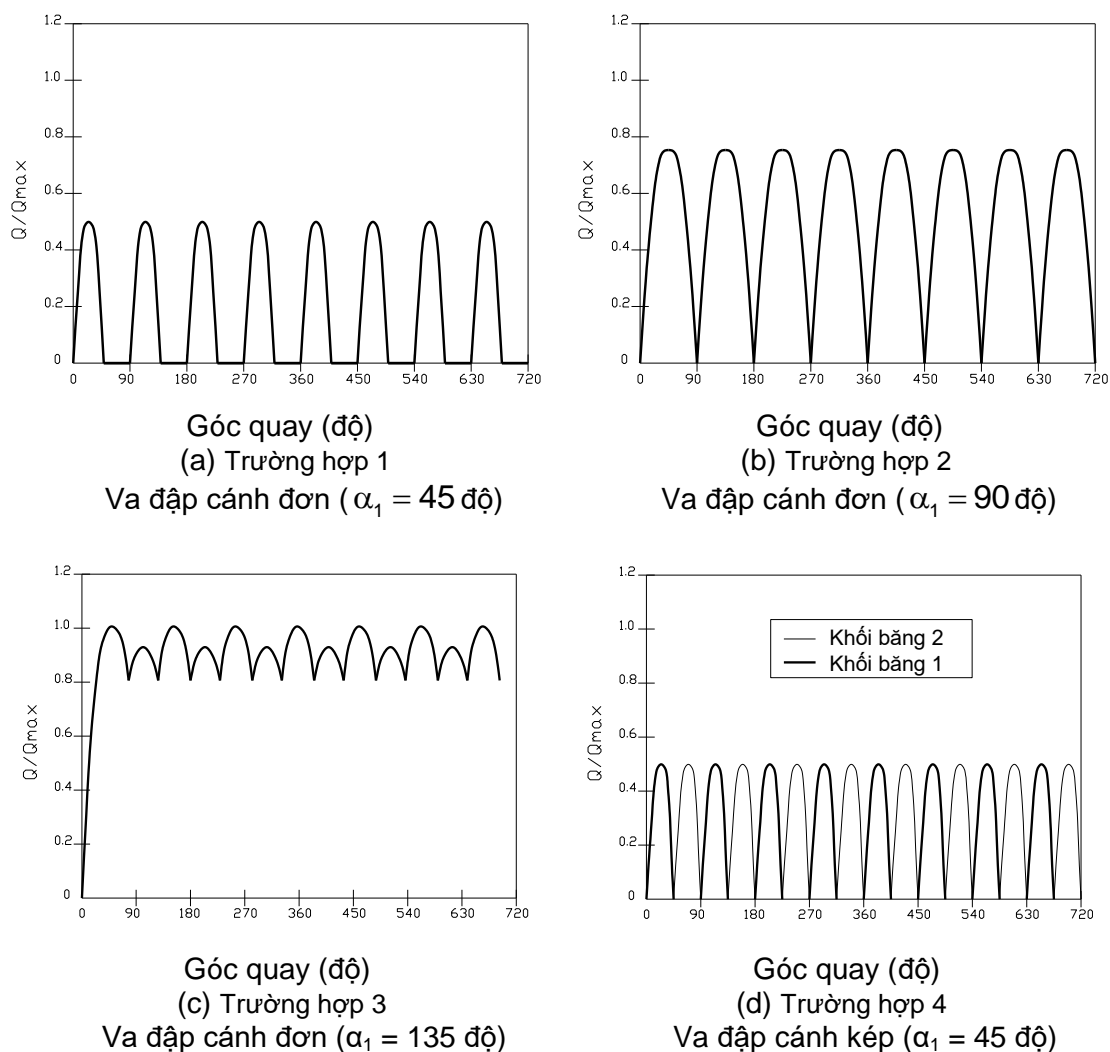 1.2
1.0
0.8
0.6
0.4
0.2
0
Q/Qmax
0 90 180 270 360 450 540 630 720
Góc quay (độ)
(a) Trường hợp 1
Va đập cánh đơn ( α₁ = 45 độ)
1.2
1.0
0.8
0.6
0.4
0.2
0
Q/Qmax
0 90 180 270 360 450 540 630 720
Góc quay (độ)
(b) Trường hợp 2
Va đập cánh đơn ( α₁ = 90 độ)
1.2
1.0
0.8
0.6
0.4
0.2
0
Q/Qmax
0 90 180 270 360 450 540 630 720
Góc quay (độ)
(c) Trường hợp 3
Va đập cánh đơn (α₁ = 135 độ)
1.2
1.0
0.8
0.6
0.4
0.2
0
Q/Qmax
Khối băng 2
Khối băng 1
0 90 180 270 360 450 540 630 720
Góc quay (độ)
(d) Trường hợp 4
Va đập cánh kép (α₁ = 45 độ)